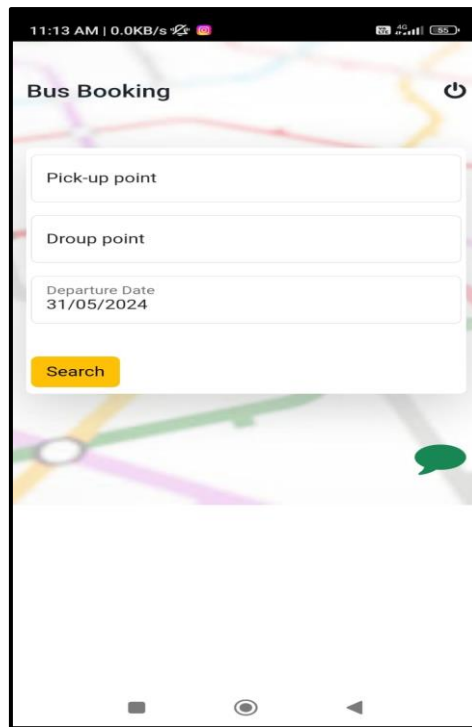 11:13 AM | 0.0KB/s
4G
55
Bus Booking
Pick-up point
Droup point
Departure Date
31/05/2024
Search